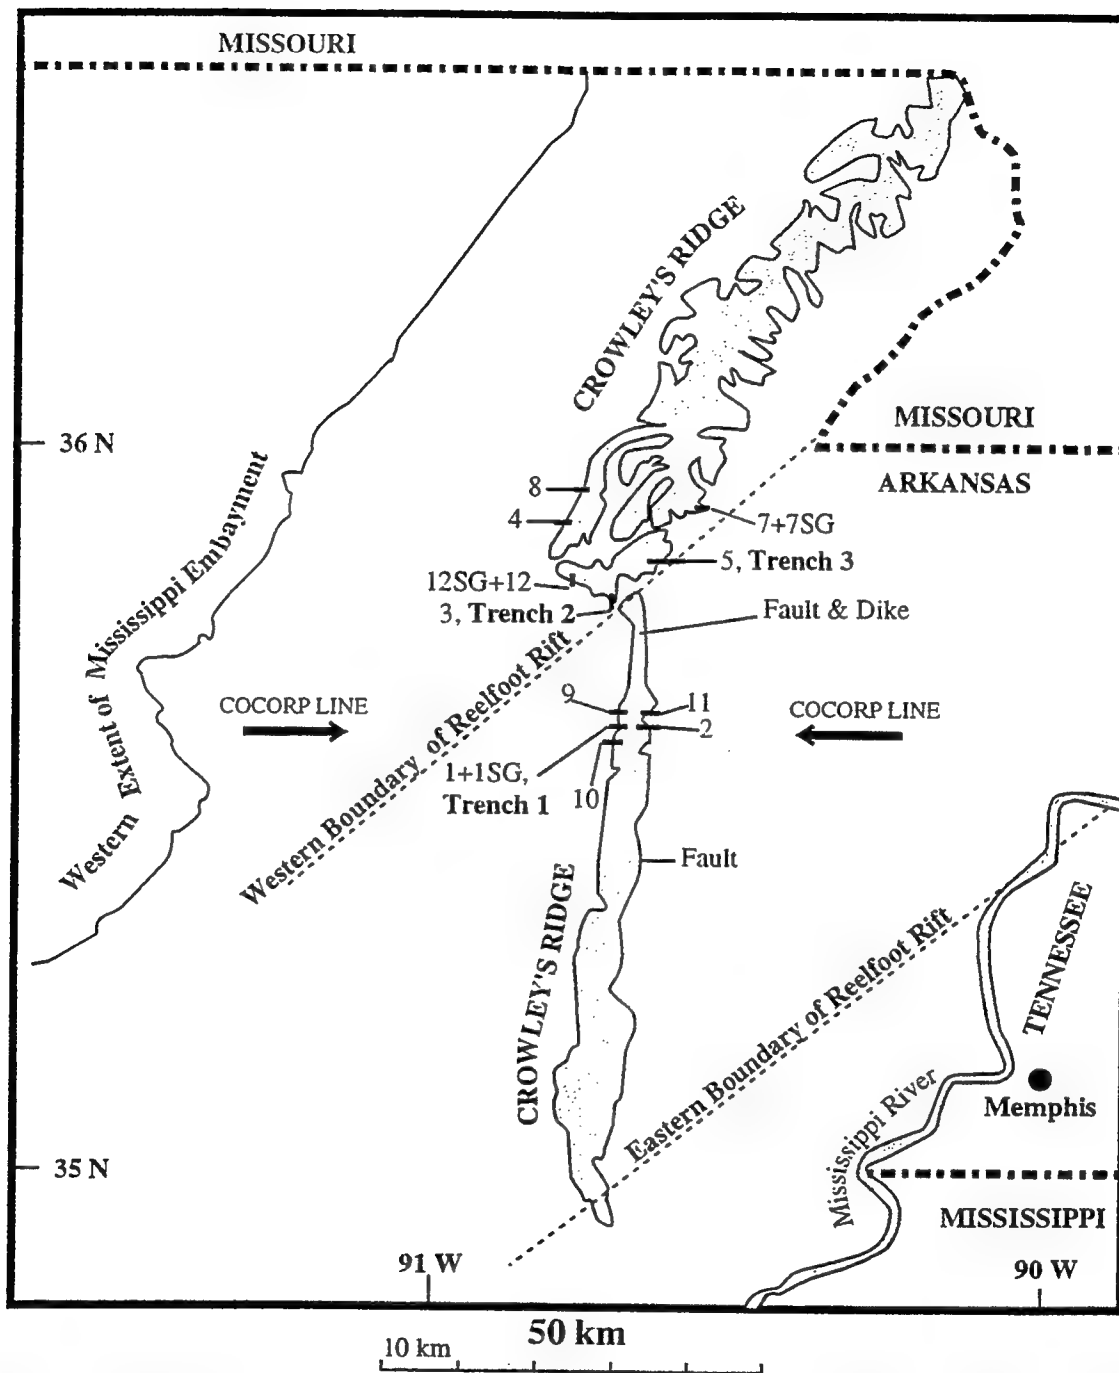 MISSOURI
CROWLEY'S RIDGE
36 N
MISSOURI
ARKANSAS
8
4
7+7SG
5, Trench 3
12SG+12
3, Trench 2
Fault & Dike
Western Extent of Mississippi Embayment
Western Boundary of Reelfoot Rift
COCORP LINE
9
11
COCORP LINE
2
1+1SG,
Trench 1
10
Fault
CROWLEY'S RIDGE
Eastern Boundary of Reelfoot Rift
TENNESSEE
Memphis
Mississippi River
35 N
MISSISSIPPI
91 W
90 W
50 km
10 km